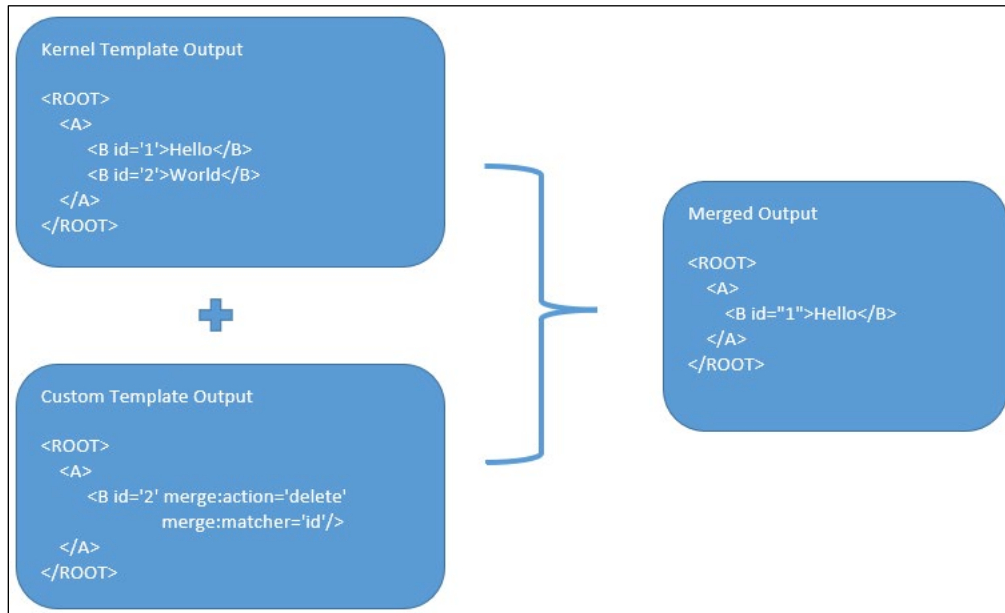 Kernel Template Output
<ROOT>
<A>
<B id='1'>Hello</B>
<B id='2'>World</B>
</A>
</ROOT>
Custom Template Output
<ROOT>
<A>
<B id='2' merge:action='delete'
merge:matcher='id'/>
</A>
</ROOT>
Merged Output
<ROOT>
<A>
<B id="1">Hello</B>
</A>
</ROOT>